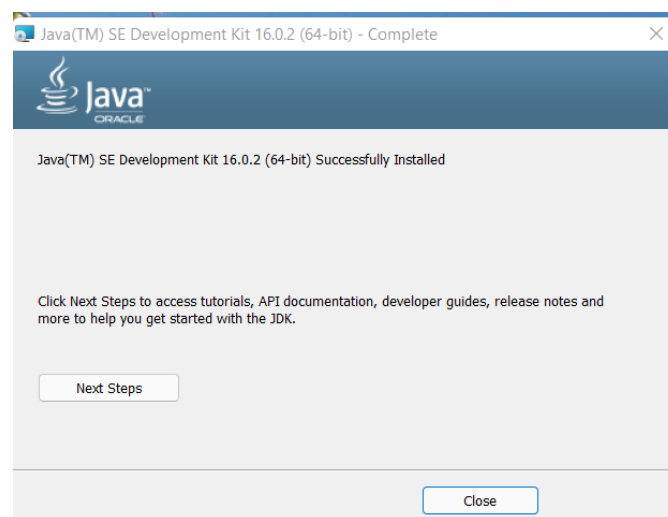 Java(TM) SE Development Kit 16.0.2 (64-bit) - Complete
Java™
ORACLE
Java(TM) SE Development Kit 16.0.2 (64-bit) Successfully Installed
Click Next Steps to access tutorials, API documentation, developer guides, release notes and
more to help you get started with the JDK.
Next Steps
Close